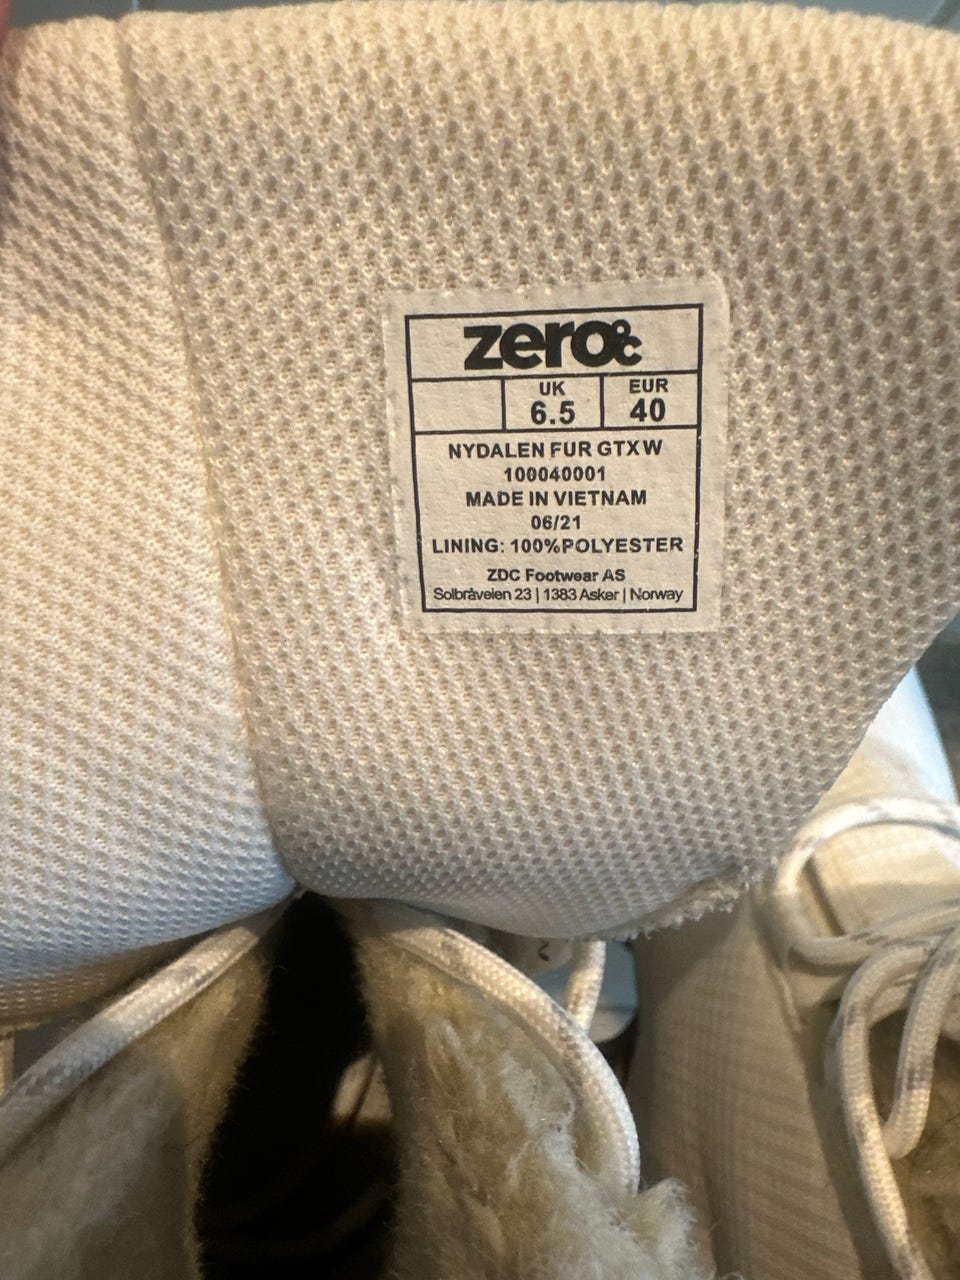 zero°c
UK EUR
6.5 40
NYDALEN FUR GTX W
100040001
MADE IN VIETNAM
06/21
LINING: 100%POLYESTER
ZDC Footwear AS
Solbråveien 23 | 1383 Asker | Norway